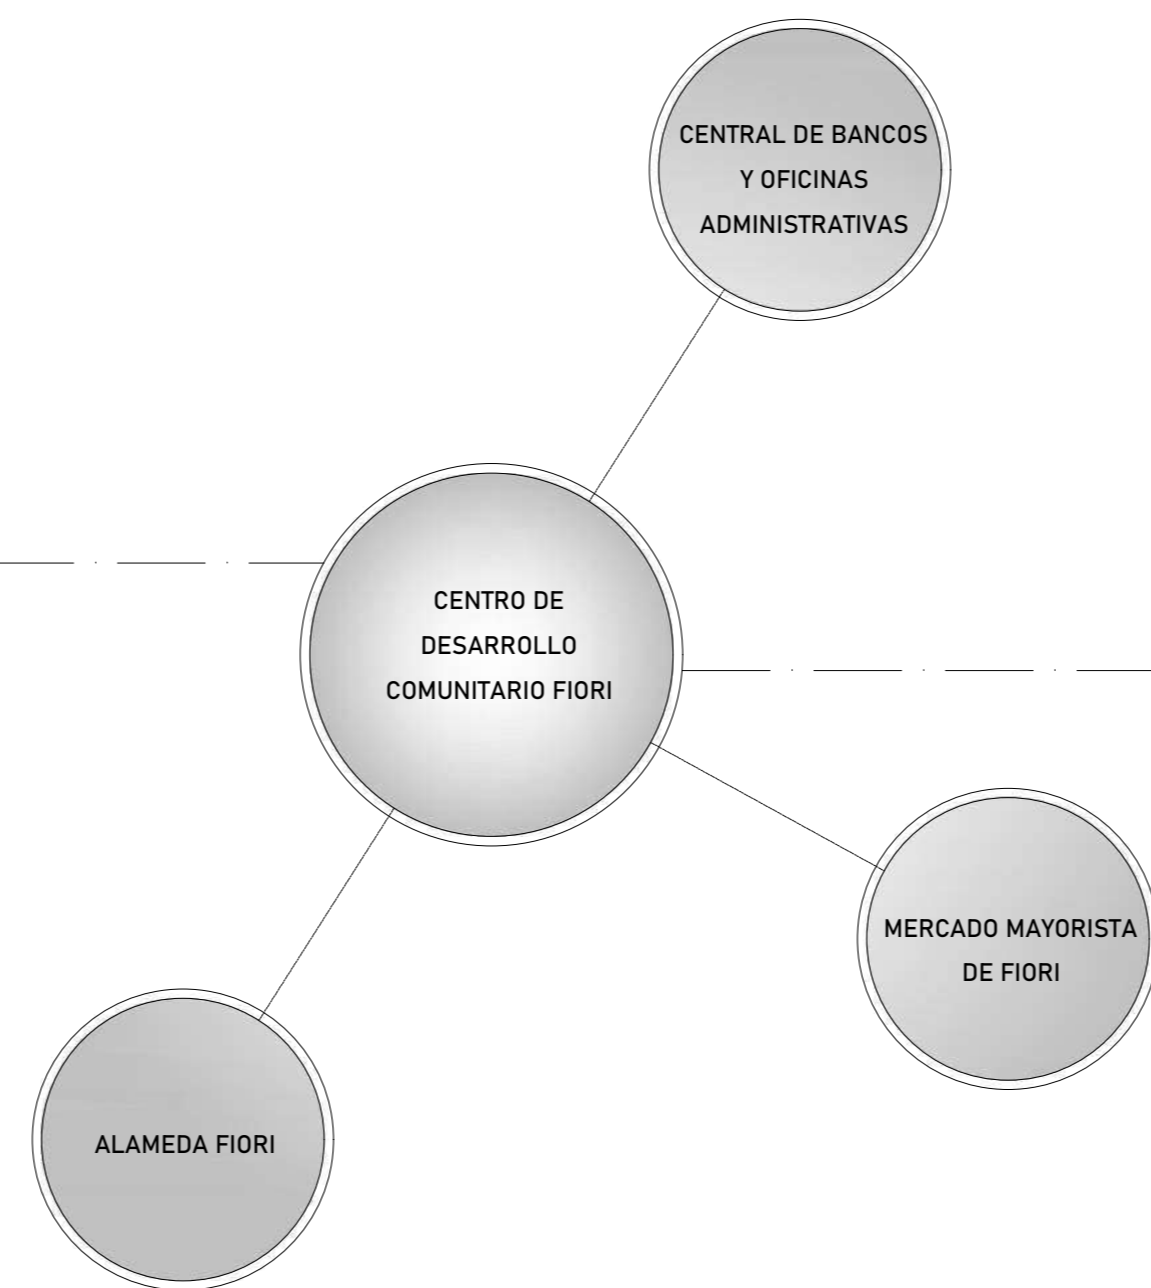 CENTRAL DE BANCOS
Y OFICINAS
ADMINISTRATIVAS
CENTRO DE
DESARROLLO
COMUNITARIO FIORI
MERCADO MAYORISTA
DE FIORI
ALAMEDA FIORI